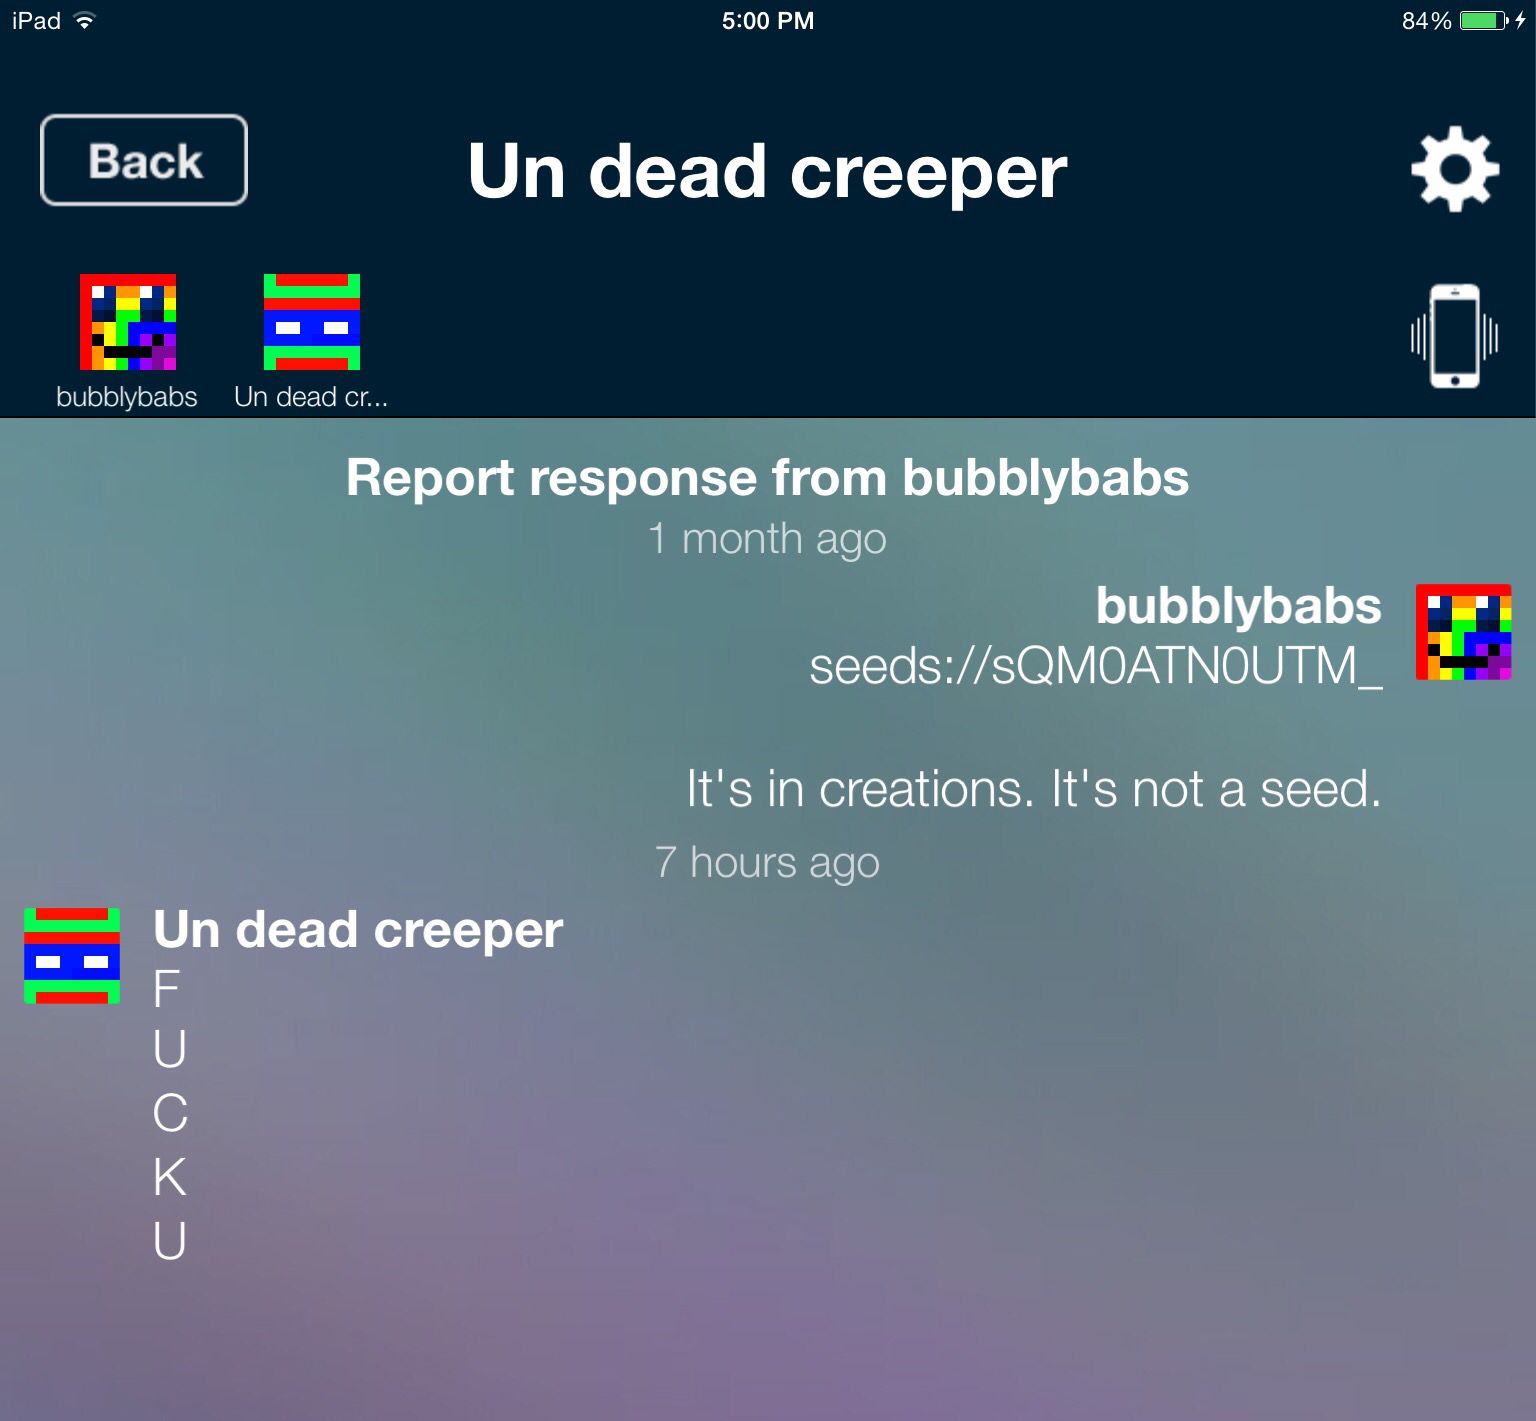 iPad 5:00 PM 84%
Back
Un dead creeper
bubblybabs Un dead cr...
Report response from bubblybabs
1 month ago
bubblybabs
seeds://sQM0ATN0UTM_
It's in creations. It's not a seed.
7 hours ago
Un dead creeper
F
U
C
K
U